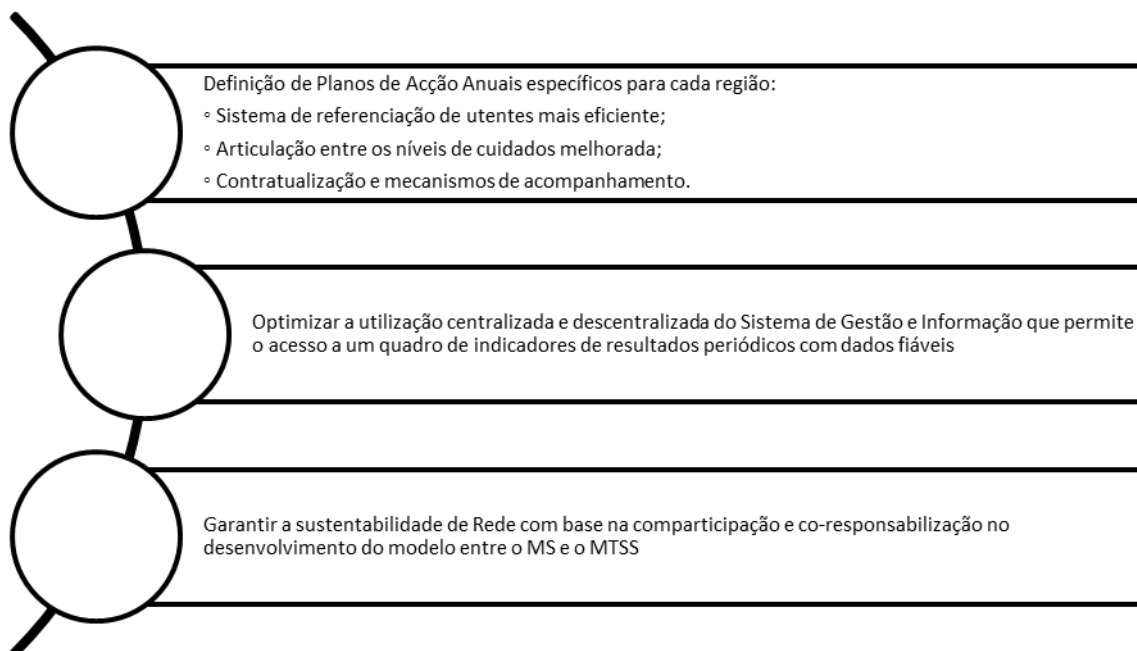 Definição de Planos de Acção Anuais específicos para cada região:
◦ Sistema de referenciação de utentes mais eficiente;
◦ Articulação entre os níveis de cuidados melhorada;
◦ Contratualização e mecanismos de acompanhamento.
Optimizar a utilização centralizada e descentralizada do Sistema de Gestão e Informação que permite
o acesso a um quadro de indicadores de resultados periódicos com dados fiáveis
Garantir a sustentabilidade de Rede com base na comparticipação e co-responsabilização no
desenvolvimento do modelo entre o MS e o MTSS